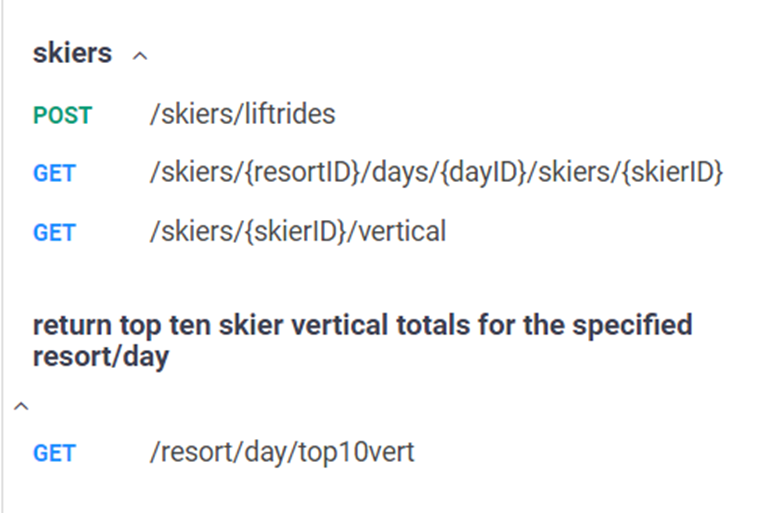 skiers
POST /skiers/liftrides
GET /skiers/{resortID}/days/{dayID}/skiers/{skierID}
GET /skiers/{skierID}/vertical
return top ten skier vertical totals for the specified
resort/day
GET /resort/day/top10vert